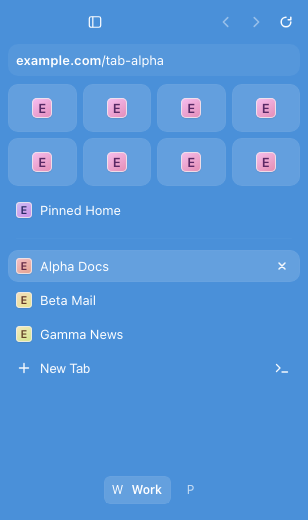 example.com/tab-alpha
E E E E
E E E E
E Pinned Home
E Alpha Docs
E Beta Mail
E Gamma News
New Tab
W Work P